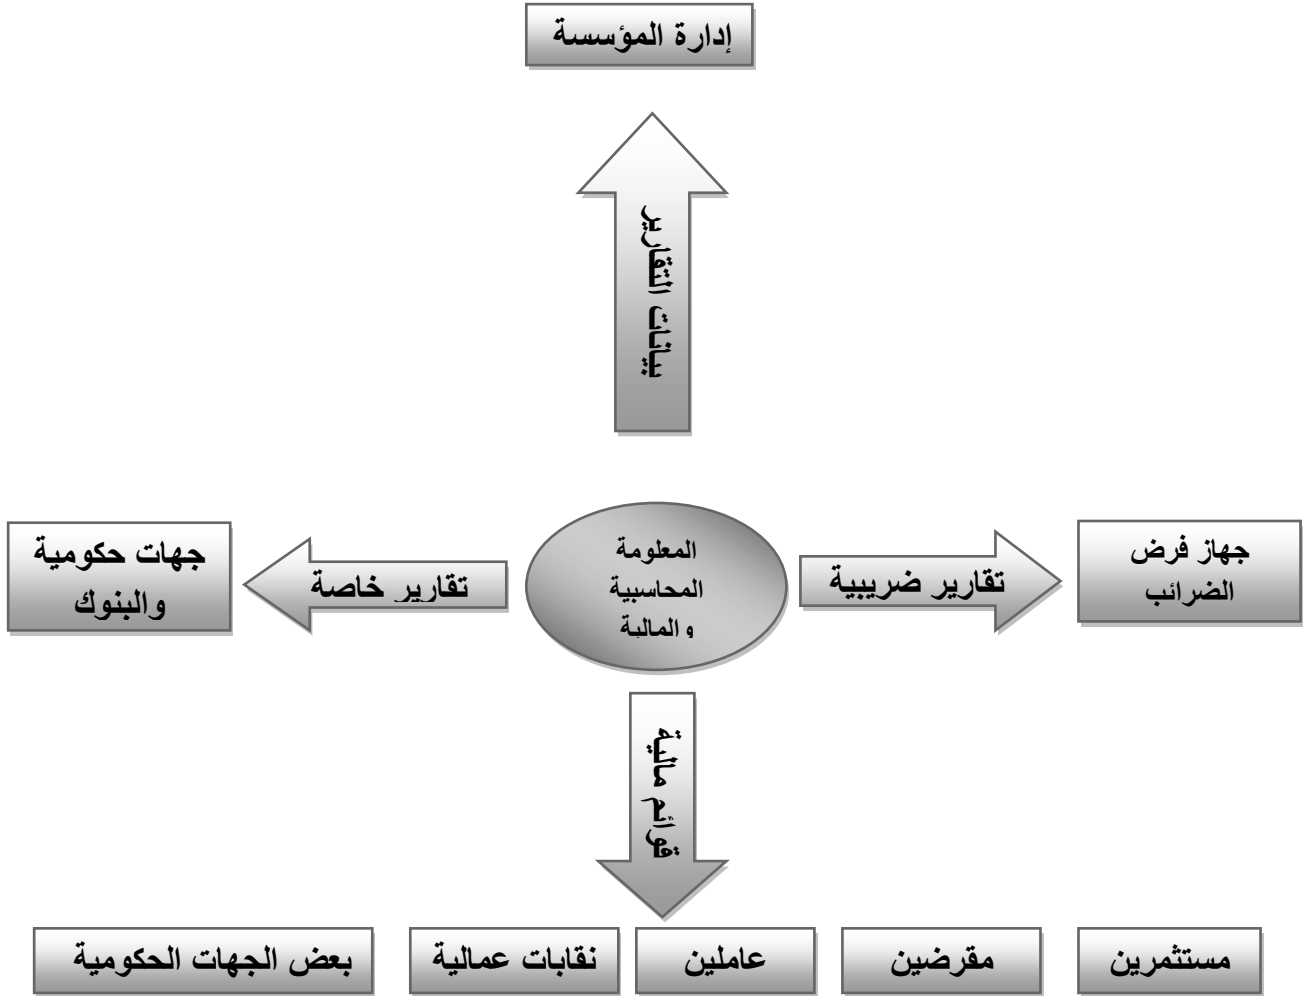 إدارة المؤسسة
بيانات التقارير
جهاز فرض
الضرائب
تقارير ضريبية
المعلومة
المحاسبية
والمالية
تقارير خاصة
جهات حكومية
والبنوك
قوائم مالية
مستثمرين
مقرضين
عاملين
نقابات عمالية
بعض الجهات الحكومية